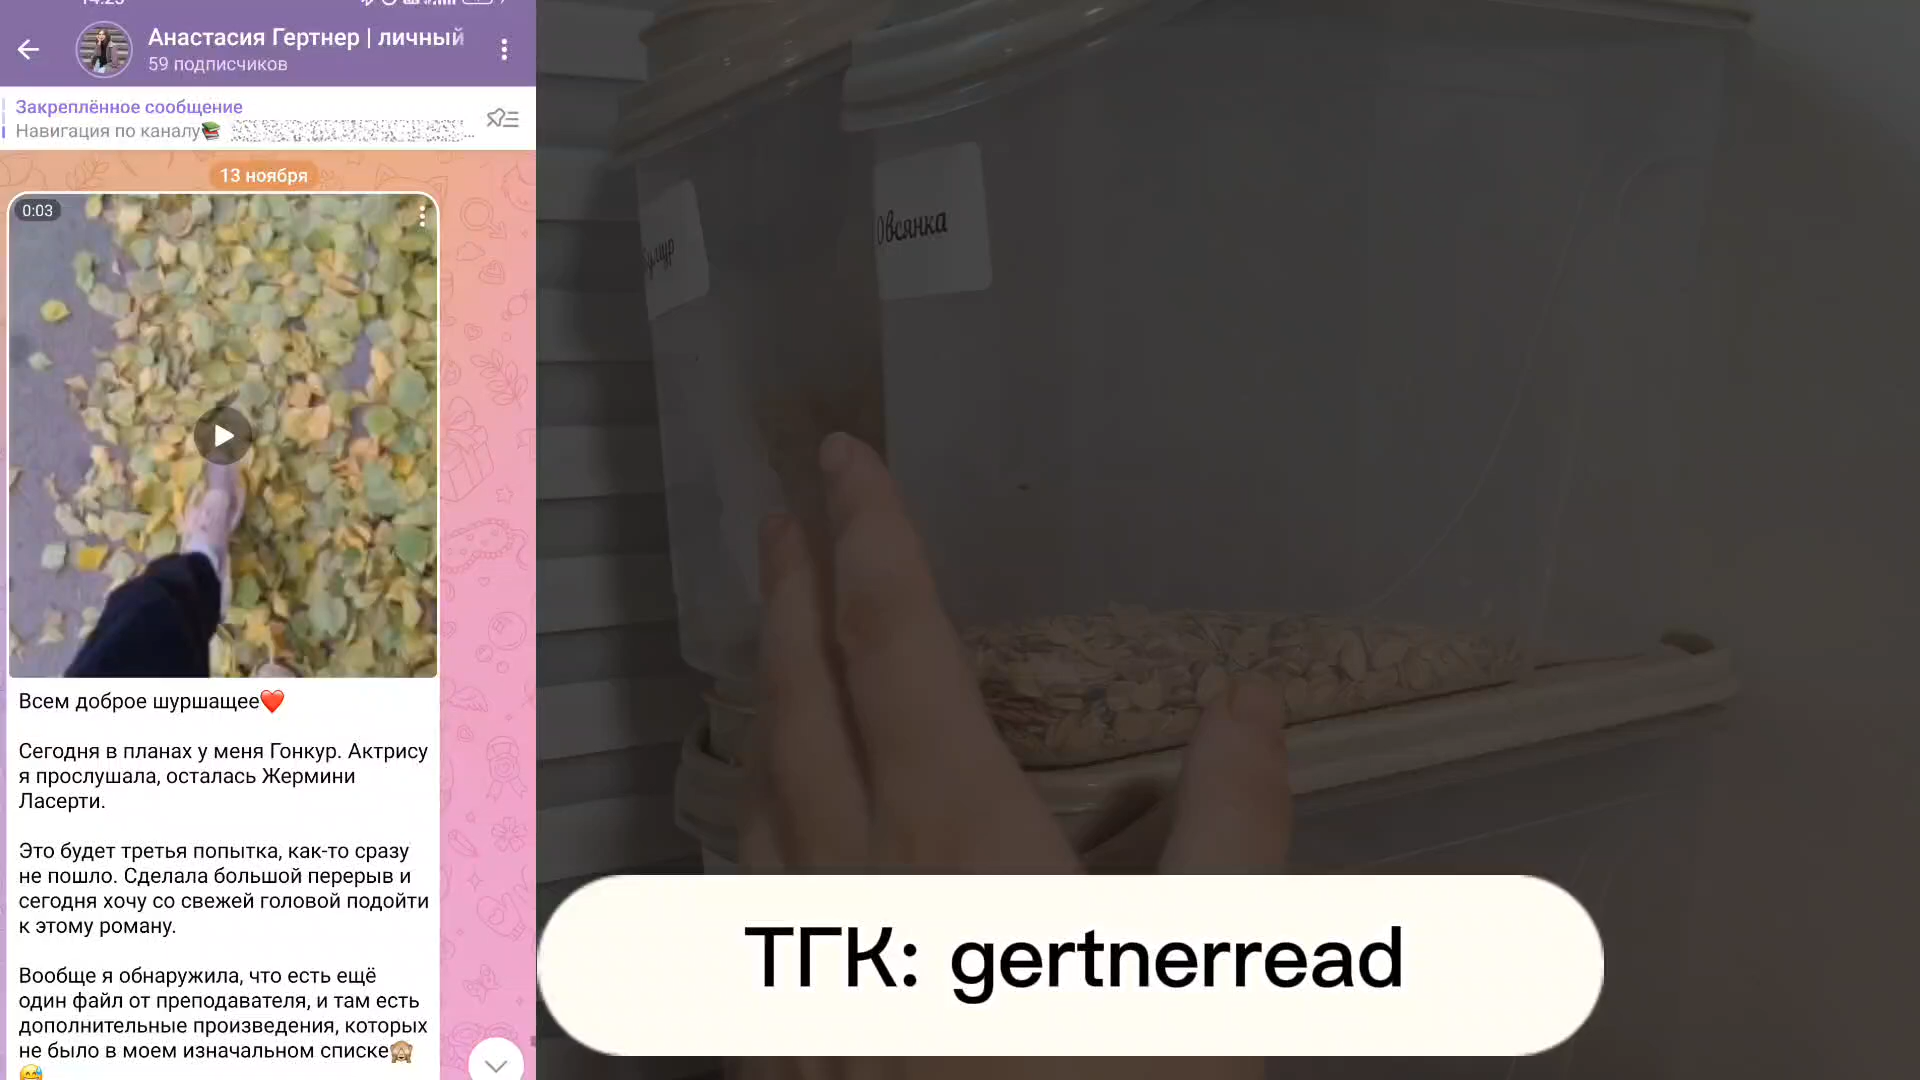 Анастасия Гертнер | личный
59 подписчиков
Закреплённое сообщение
Навигация по каналу📚
13 ноября
0:03
Всем доброе шуршащее❤️
Сегодня в планах у меня Гонкур. Актрису
я прослушала, осталась Жермини
Ласерти.
Это будет третья попытка, как-то сразу
не пошло. Сделала большой перерыв и
сегодня хочу со свежей головой подойти
к этому роману.
Вообще я обнаружила, что есть ещё
один файл от преподавателя, и там есть
дополнительные произведения, которых
не было в моем изначальном списке🙈
😅
Овсянка
ТГК: gertnerread